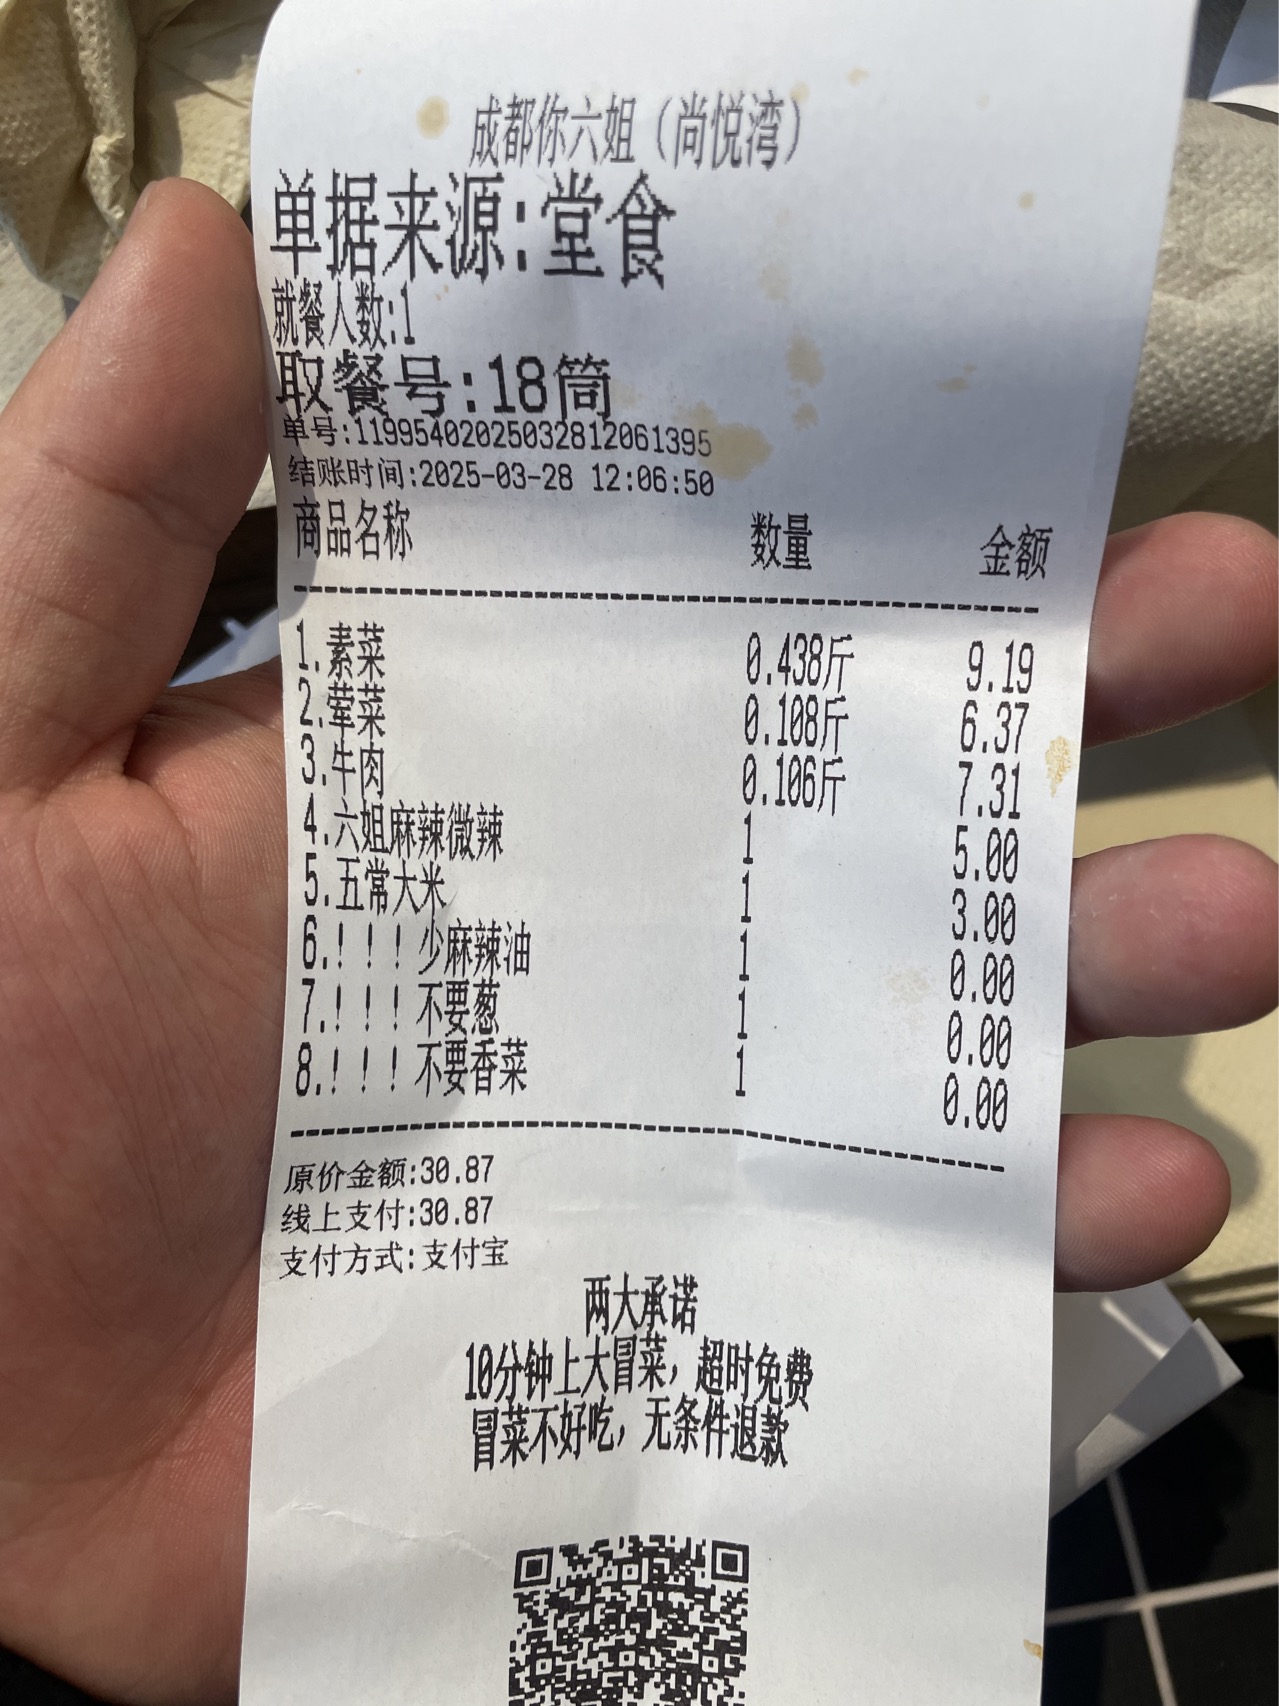 成都你六姐（尚悦湾）
单据来源:堂食
就餐人数:1
取餐号:18筒
单号:11995402025032812061395
结账时间:2025-03-28 12:06:50
商品名称 数量 金额
1.素菜 0.438斤 9.19
2.荤菜 0.108斤 6.37
3.牛肉 0.106斤 7.31
4.六姐麻辣微辣 1 5.00
5.五常大米 1 3.00
6.！！！少麻辣油 1 0.00
7.！！！不要葱 1 0.00
8.！！！不要香菜 1 0.00
原价金额:30.87
线上支付:30.87
支付方式:支付宝
两大承诺
10分钟上大冒菜，超时免费
冒菜不好吃，无条件退款